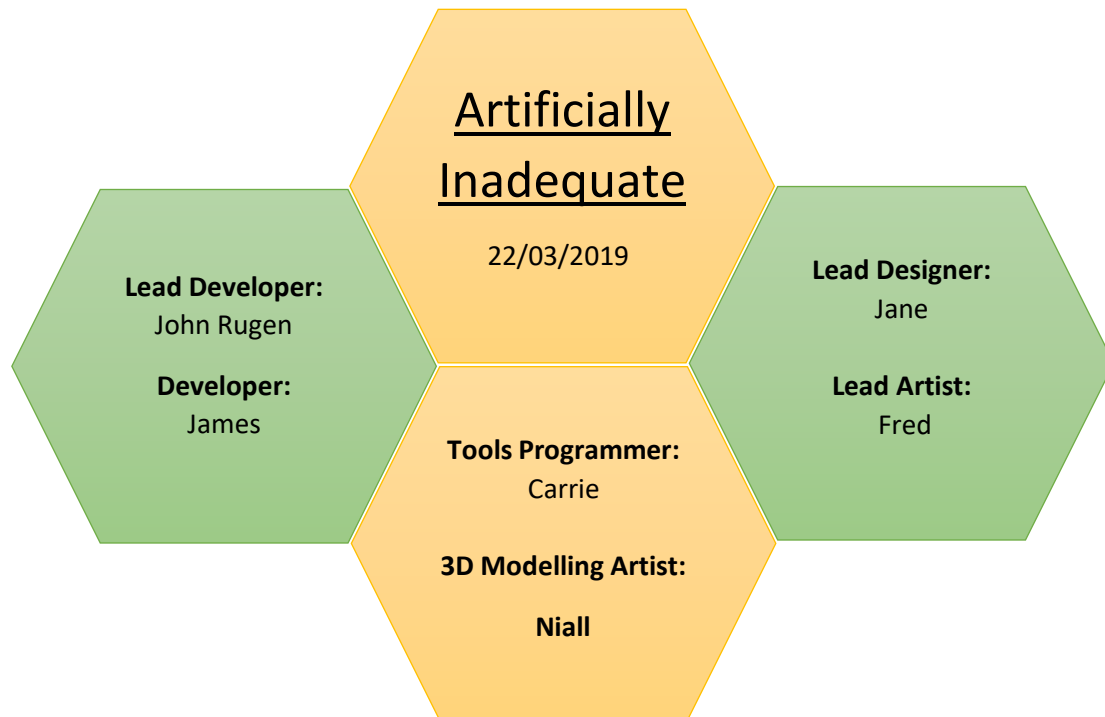 Artificially
Inadequate
22/03/2019
Lead Developer:
John Rugen
Developer:
James
Lead Designer:
Jane
Lead Artist:
Fred
Tools Programmer:
Carrie
3D Modelling Artist:
Niall